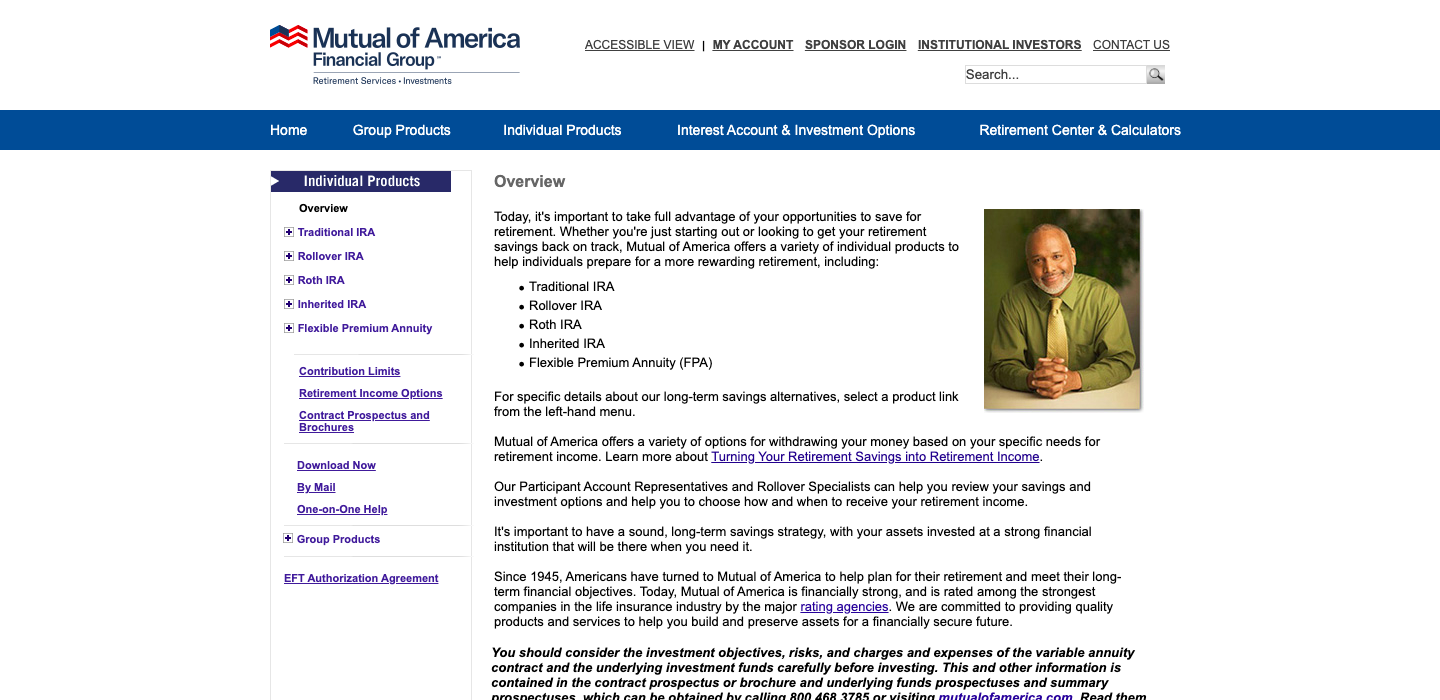 Mutual of America
Financial Group™
Retirement Services • Investments
ACCESSIBLE VIEW | MY ACCOUNT SPONSOR LOGIN INSTITUTIONAL INVESTORS CONTACT US
Search...
Home Group Products Individual Products Interest Account & Investment Options Retirement Center & Calculators
Individual Products
Overview
Traditional IRA
Rollover IRA
Roth IRA
Inherited IRA
Flexible Premium Annuity
Contribution Limits
Retirement Income Options
Contract Prospectus and
Brochures
Download Now
By Mail
One-on-One Help
Group Products
EFT Authorization Agreement
Overview
Today, it's important to take full advantage of your opportunities to save for
retirement. Whether you're just starting out or looking to get your retirement
savings back on track, Mutual of America offers a variety of individual products to
help individuals prepare for a more rewarding retirement, including:
• Traditional IRA
• Rollover IRA
• Roth IRA
• Inherited IRA
• Flexible Premium Annuity (FPA)
For specific details about our long-term savings alternatives, select a product link
from the left-hand menu.
Mutual of America offers a variety of options for withdrawing your money based on your specific needs for
retirement income. Learn more about Turning Your Retirement Savings into Retirement Income.
Our Participant Account Representatives and Rollover Specialists can help you review your savings and
investment options and help you to choose how and when to receive your retirement income.
It's important to have a sound, long-term savings strategy, with your assets invested at a strong financial
institution that will be there when you need it.
Since 1945, Americans have turned to Mutual of America to help plan for their retirement and meet their long-
term financial objectives. Today, Mutual of America is financially strong, and is rated among the strongest
companies in the life insurance industry by the major rating agencies. We are committed to providing quality
products and services to help you build and preserve assets for a financially secure future.
You should consider the investment objectives, risks, and charges and expenses of the variable annuity
contract and the underlying investment funds carefully before investing. This and other information is
contained in the contract prospectus or brochure and underlying funds prospectuses and summary
prospectuses, which can be obtained by calling 800.468.3785 or visiting mutualofamerica.com. Read them